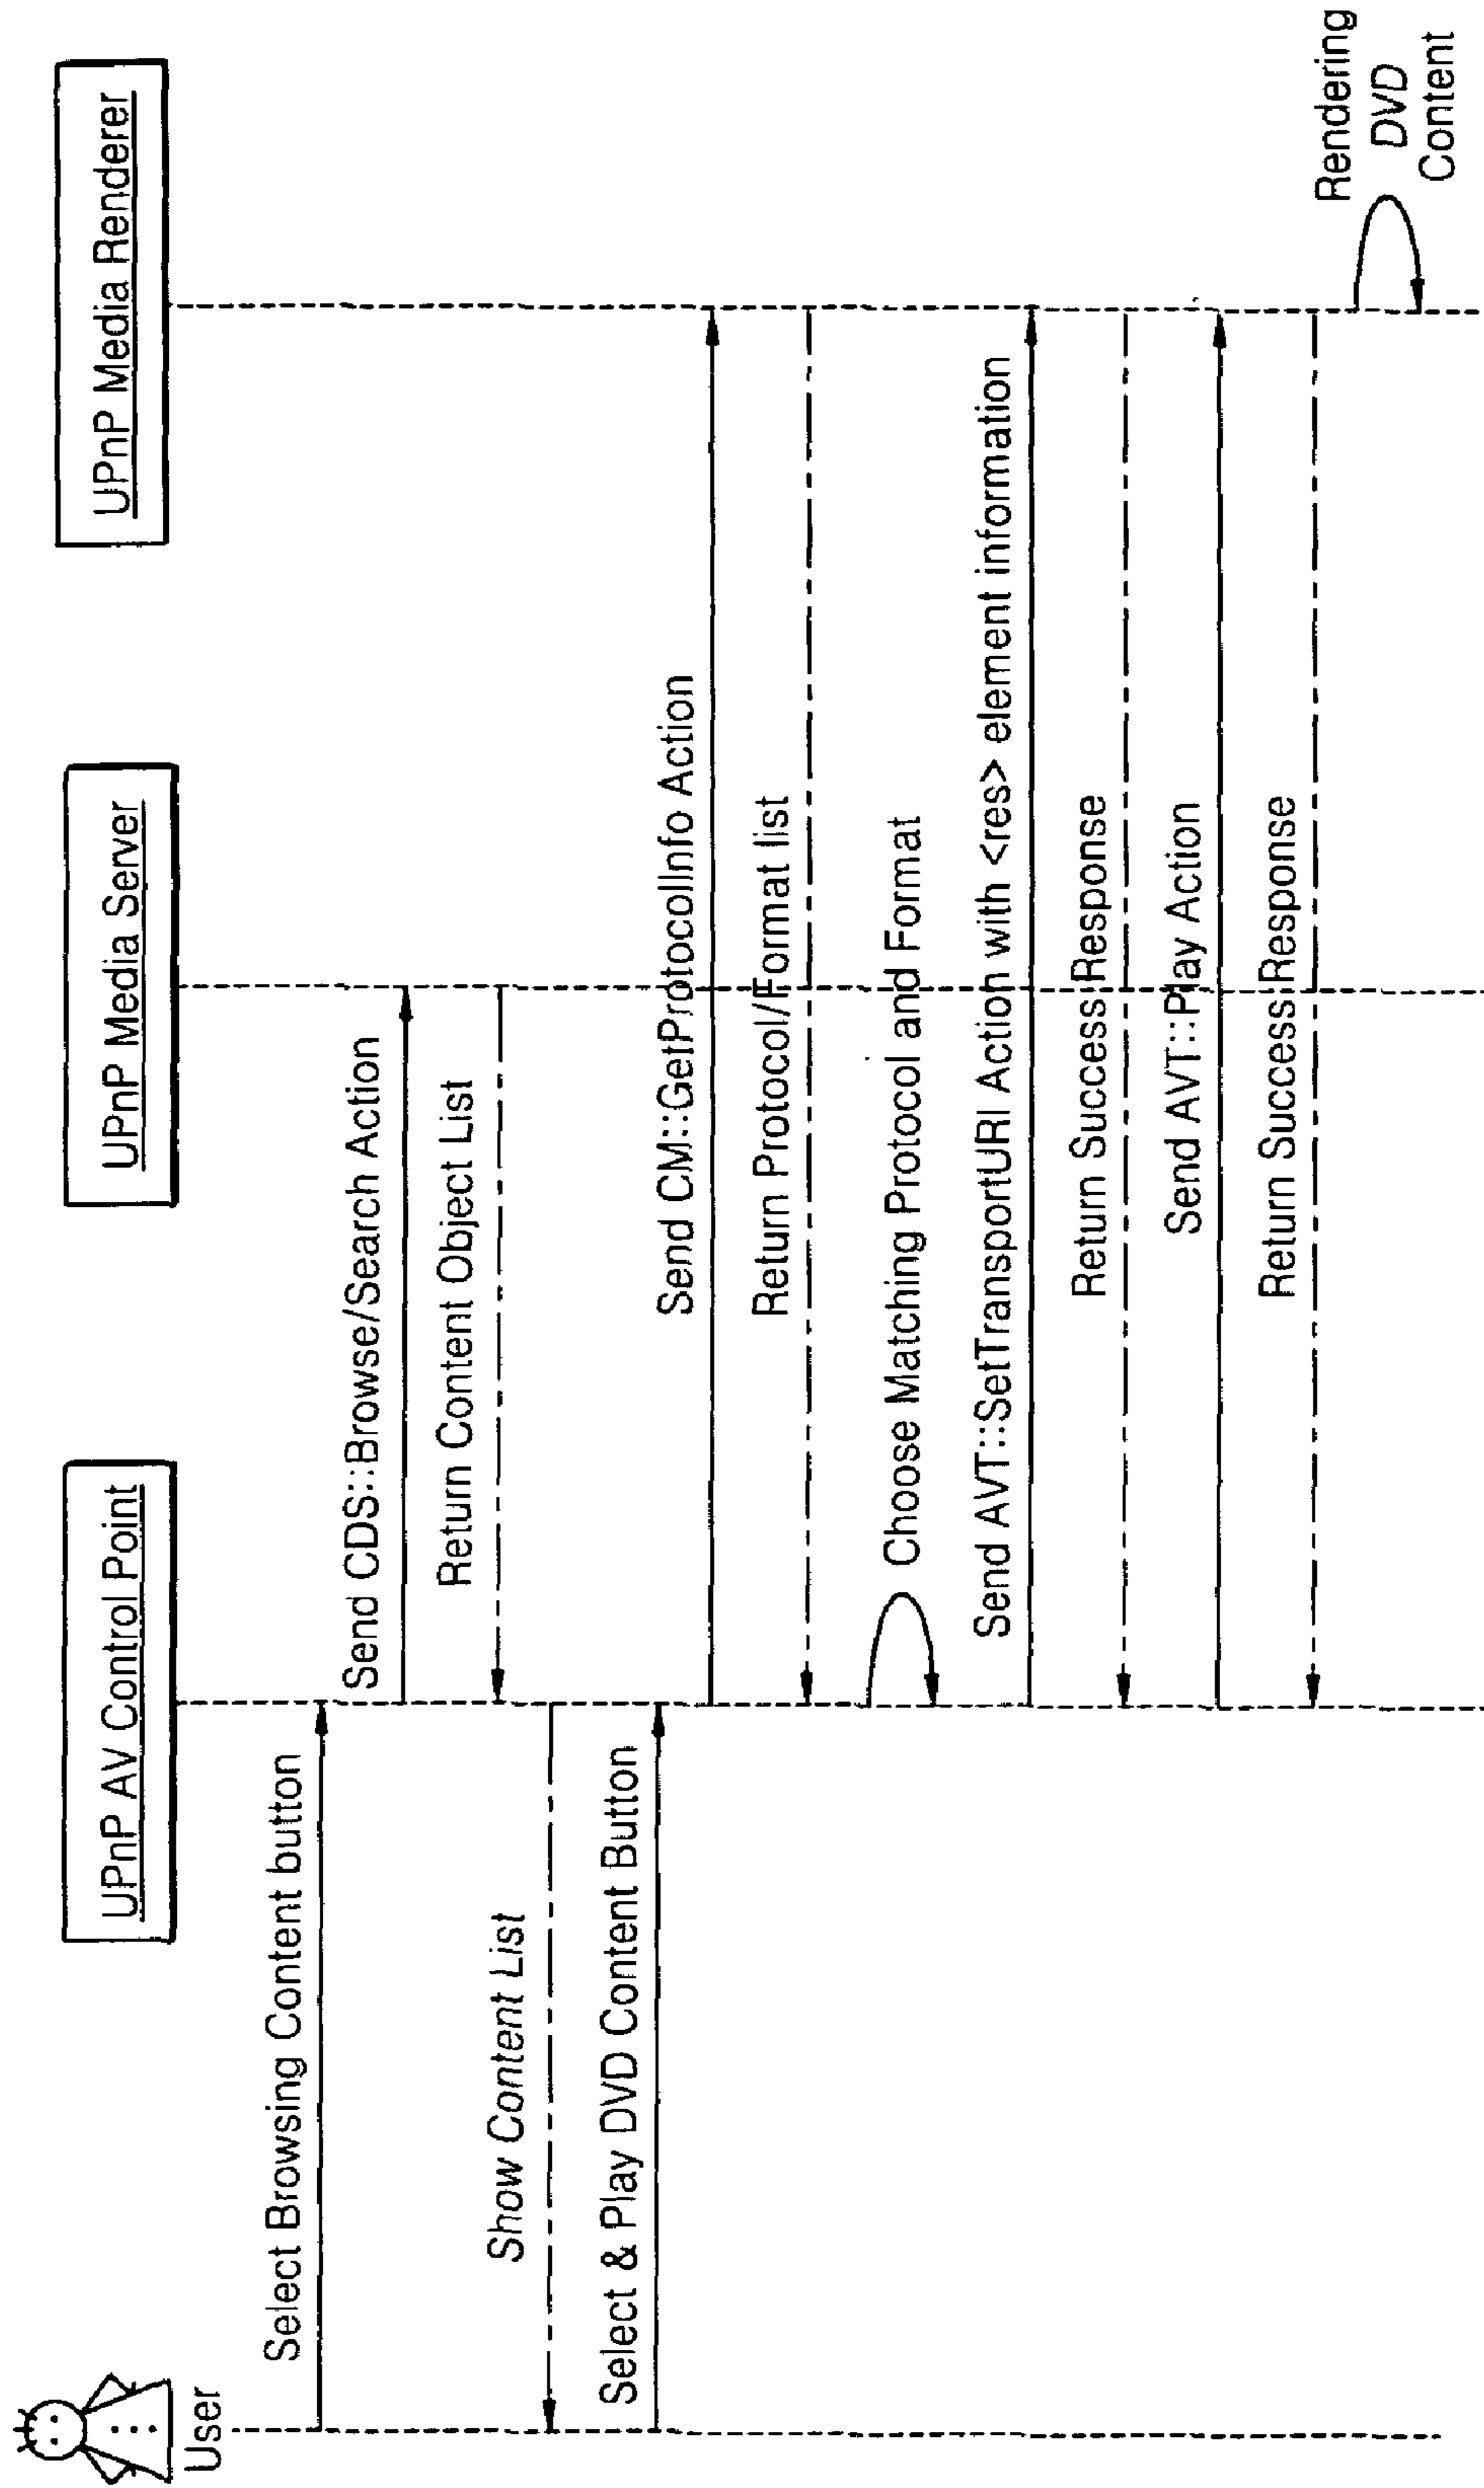 User
UPnP AV Control Point
UPnP Media Server
UPnP Media Renderer
Select Browsing Content button
Send CDS::Browse/Search Action
Return Content Object List
Show Content List
Select & Play DVD Content Button
Send CM::GetProtocolInfo Action
Return Protocol/Format list
Choose Matching Protocol and Format
Send AVT::SetTransportURI Action with <res> element information
Return Success Response
Send AVT::Play Action
Return Success Response
Rendering
DVD
Content